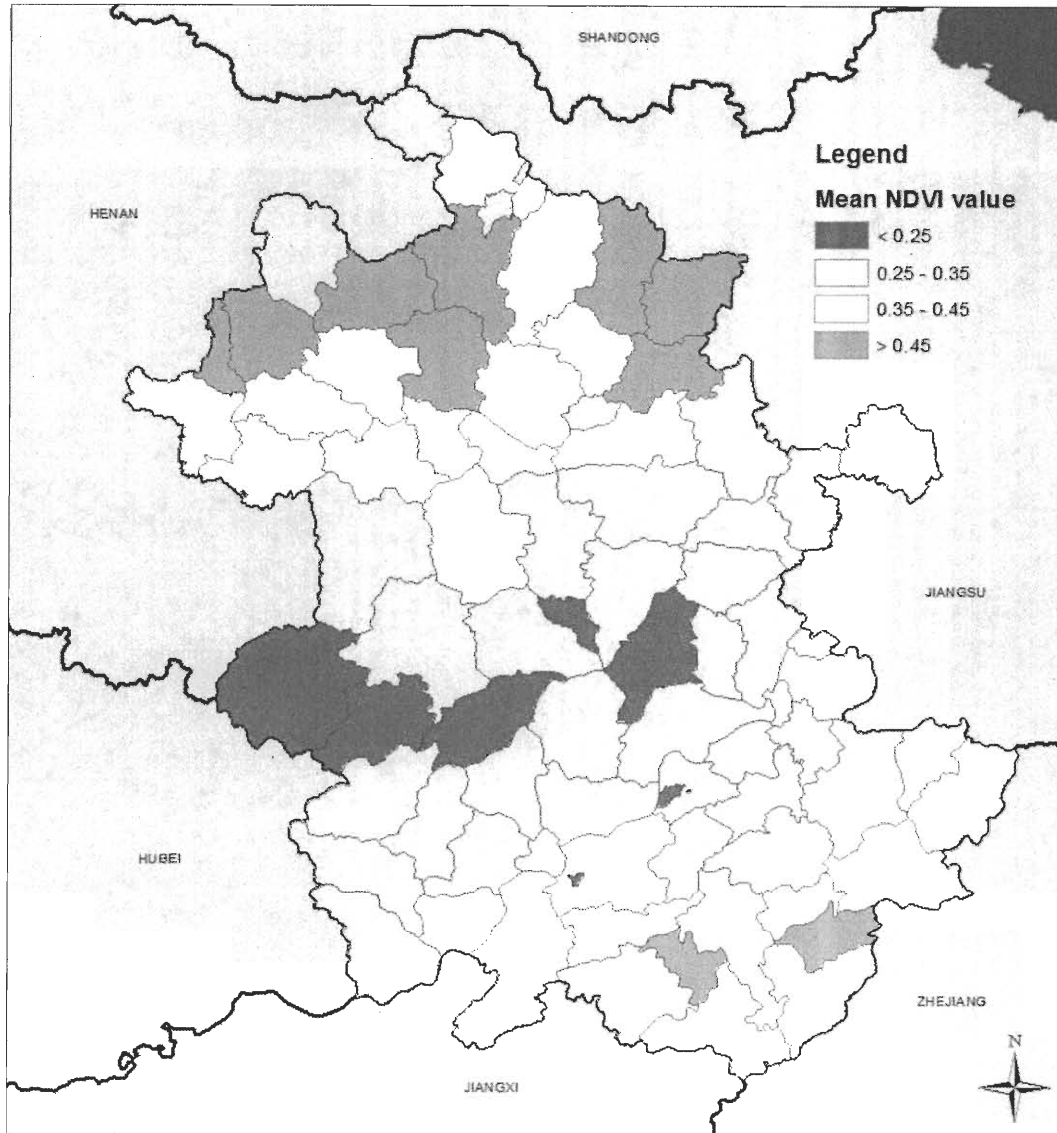 SHANDONG
Legend
Mean NDVI value
HENAN
< 0.25
0.25 - 0.35
0.35 - 0.45
> 0.45
JIANGSU
HUBEI
ZHEJIANG
N
JIANGXI